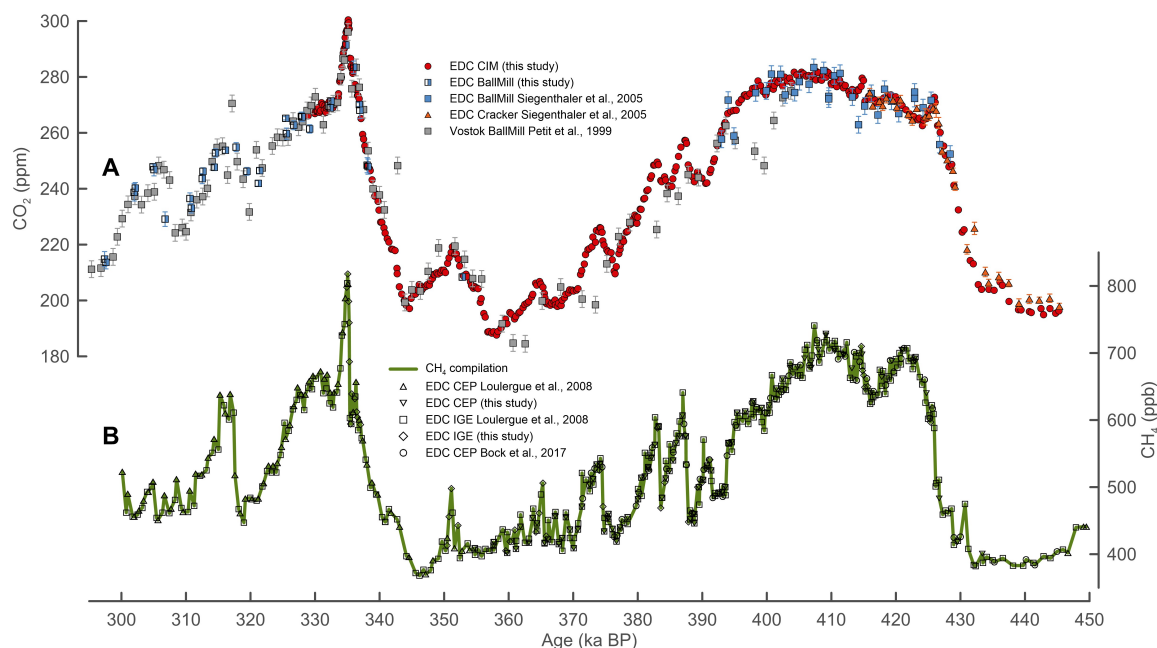 300
280
260
240
220
200
180
CO2 (ppm)
A
EDC CIM (this study)
EDC BallMill (this study)
EDC BallMill Siegenthaler et al., 2005
EDC Cracker Siegenthaler et al., 2005
Vostok BallMill Petit et al., 1999
B
CH4 compilation
EDC CEP Loulergue et al., 2008
EDC CEP (this study)
EDC IGE Loulergue et al., 2008
EDC IGE (this study)
EDC CEP Bock et al., 2017
800
700
600
500
400
CH4 (ppb)
300 310 320 330 340 350 360 370 380 390 400 410 420 430 440 450
Age (ka BP)